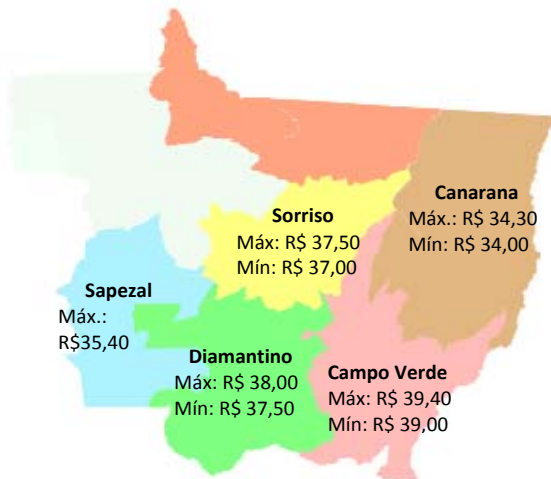 Canarana
Máx.: R$ 34,30
Mín: R$ 34,00
Sorriso
Máx: R$ 37,50
Mín: R$ 37,00
Sapezal
Máx.:
R$35,40
Diamantino
Máx: R$ 38,00
Mín: R$ 37,50
Campo Verde
Máx: R$ 39,40
Mín: R$ 39,00